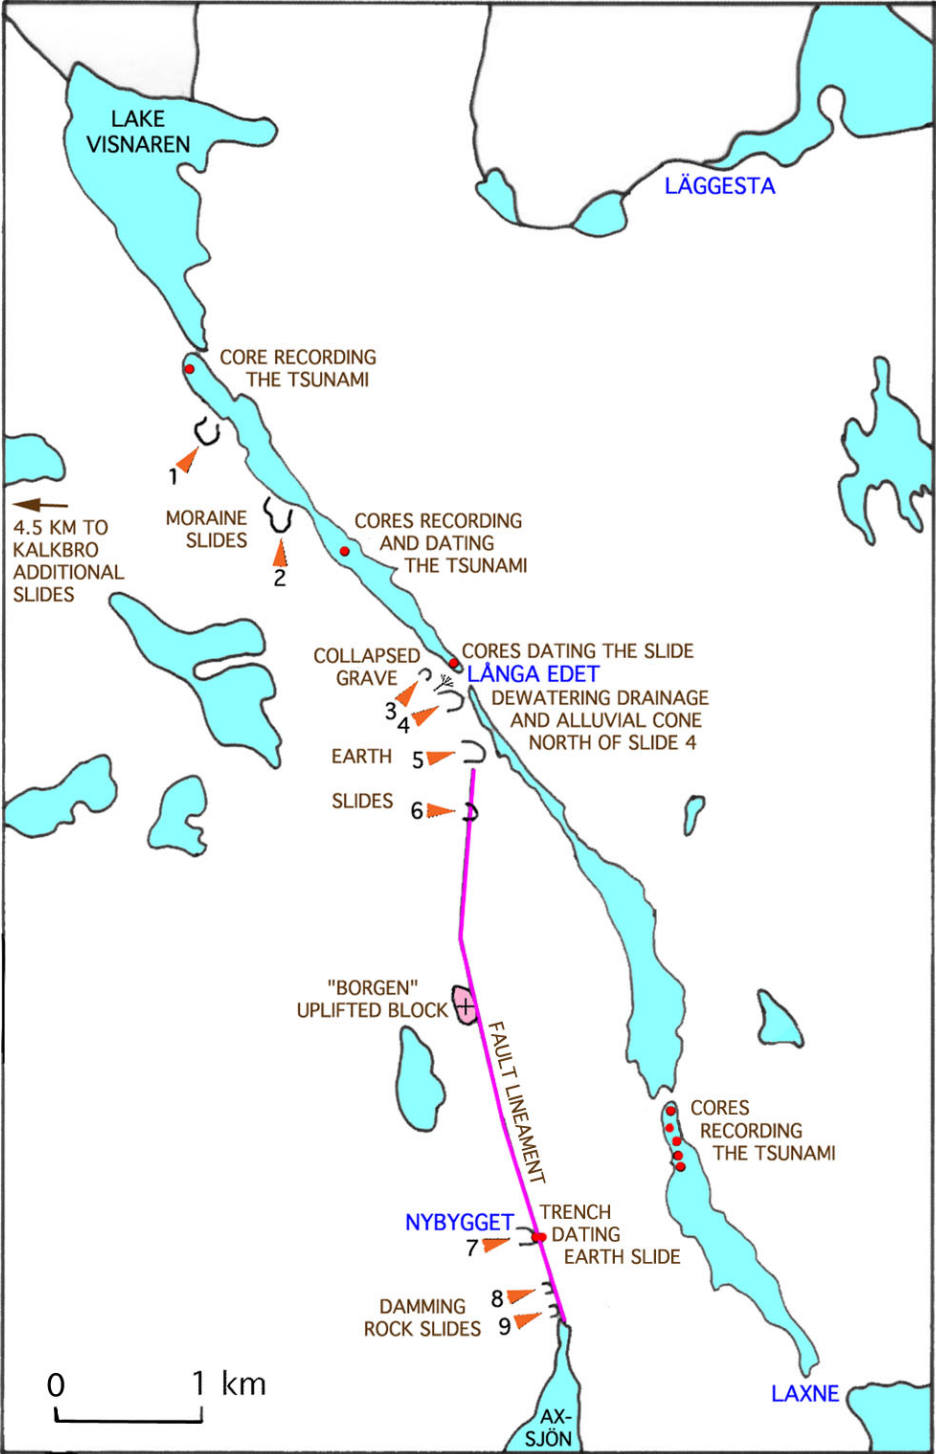 LAKE
VISNAREN
LÄGGESTA
CORE RECORDING
THE TSUNAMI
1
4.5 KM TO
KALKBRO
ADDITIONAL
SLIDES
MORAINE
SLIDES
2
CORES RECORDING
AND DATING
THE TSUNAMI
COLLAPSED
GRAVE
3
4
CORES DATING THE SLIDE
LÅNGA EDET
DEWATERING DRAINAGE
AND ALLUVIAL CONE
NORTH OF SLIDE 4
EARTH
5
SLIDES
6
"BORGEN"
UPLIFTED BLOCK
FAULT LINEAMENT
CORES
RECORDING
THE TSUNAMI
NYBYGGET
7
TRENCH
DATING
EARTH SLIDE
8
DAMMING
ROCK SLIDES
9
0 1 km
LAXNE
AX-
SJÖN